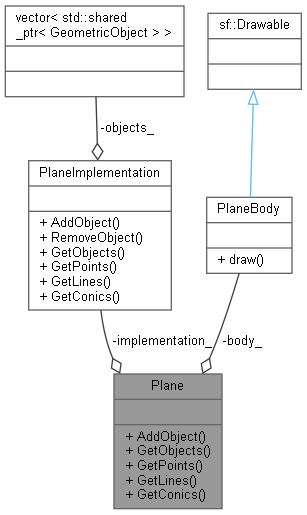 vector< std::shared
_ptr< GeometricObject > >
sf::Drawable
-objects_
PlaneImplementation
+ AddObject()
+ RemoveObject()
+ GetObjects()
+ GetPoints()
+ GetLines()
+ GetConics()
PlaneBody
+ draw()
-implementation_
-body_
Plane
+ AddObject()
+ GetObjects()
+ GetPoints()
+ GetLines()
+ GetConics()